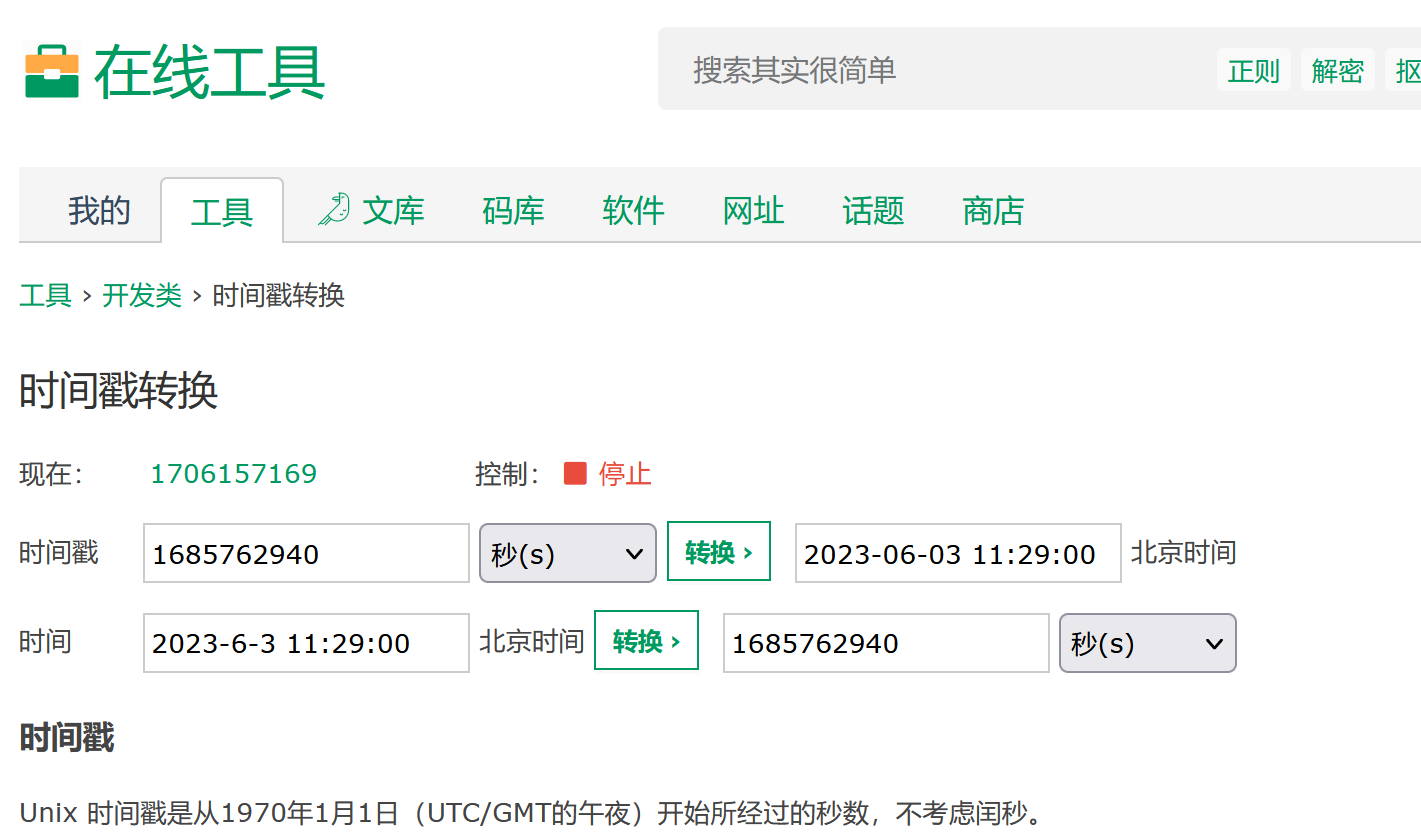 在线工具
搜索其实很简单 正则 解密 抠
我的 工具 文库 码库 软件 网址 话题 商店
工具 › 开发类 › 时间戳转换
时间戳转换
现在： 1706157169 控制： 停止
时间戳 1685762940 秒(s) 转换 › 2023-06-03 11:29:00 北京时间
时间 2023-6-3 11:29:00 北京时间 转换 › 1685762940 秒(s)
时间戳
Unix 时间戳是从1970年1月1日（UTC/GMT的午夜）开始所经过的秒数，不考虑闰秒。